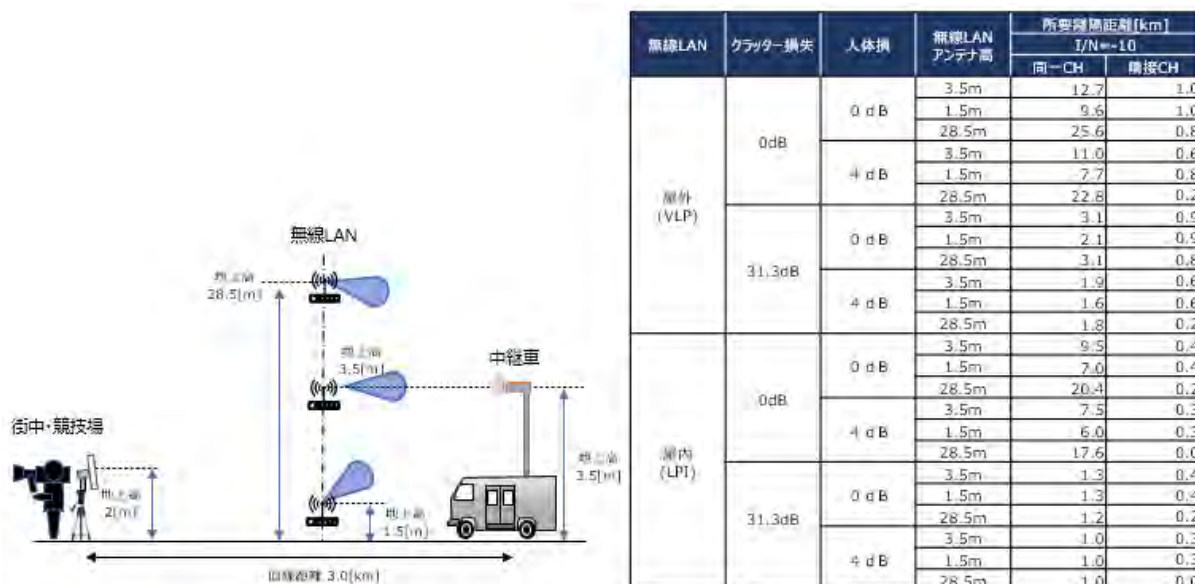 無線LAN
地上高
28.5[m]
地上高
3.5[m]
中継車
街中・競技場
地上高
2[m]
地上高
1.5[m]
地上高
3.5[m]
回線距離 3.0[km]
無線LAN クラッター損失 人体損 無線LANアンテナ高 所要離隔距離[km]
I/N=-10
同一CH 隣接CH
屋外
(VLP)
0dB
0 dB
3.5m 12.7 1.0
1.5m 9.6 1.0
28.5m 25.6 0.8
4 dB
3.5m 11.0 0.6
1.5m 7.7 0.8
28.5m 22.8 0.2
31.3dB
0 dB
3.5m 3.1 0.9
1.5m 2.1 0.9
28.5m 3.1 0.8
4 dB
3.5m 1.9 0.6
1.5m 1.6 0.6
28.5m 1.8 0.2
屋内
(LPI)
0dB
0 dB
3.5m 9.5 0.4
1.5m 7.0 0.4
28.5m 20.4 0.2
4 dB
3.5m 7.5 0.3
1.5m 6.0 0.3
28.5m 17.6 0.0
31.3dB
0 dB
3.5m 1.3 0.4
1.5m 1.3 0.4
28.5m 1.2 0.2
4 dB
3.5m 1.0 0.3
1.5m 1.0 0.3
28.5m 1.0